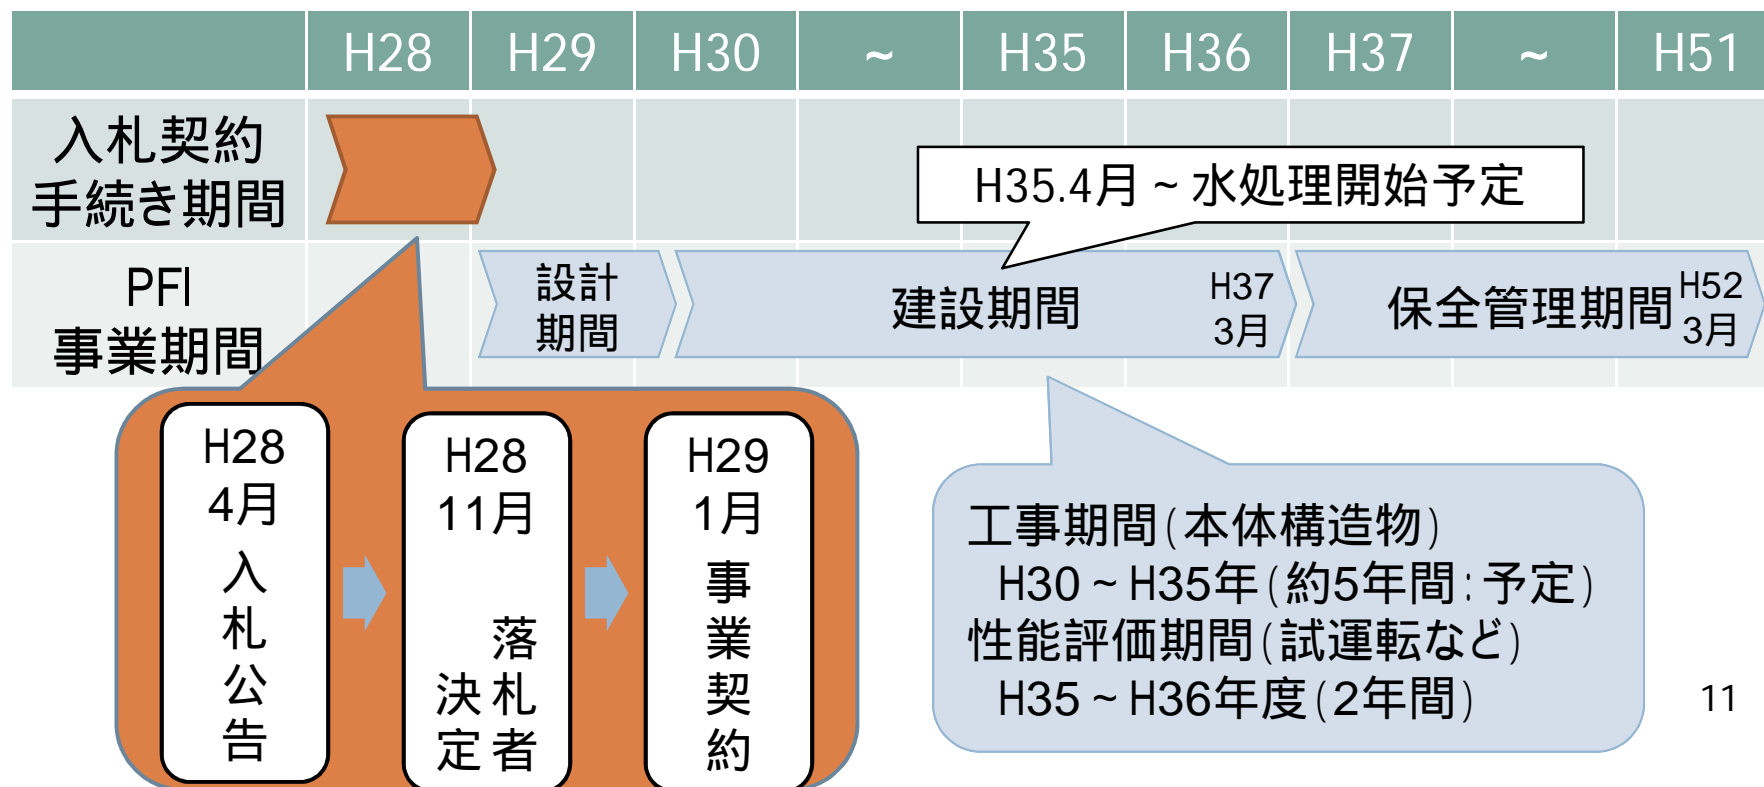 H28 H29 H30 ~ H35 H36 H37 ~ H51
入札契約
手続き期間
H35.4月~水処理開始予定
PFI
事業期間
設計
期間
建設期間
H37
3月
保全管理期間
H52
3月
H28
4月
入札公告
H28
11月
落札者
決定
H29
1月
事業契約
工事期間(本体構造物)
H30~H35年(約5年間:予定)
性能評価期間(試運転など)
H35~H36年度(2年間)
11